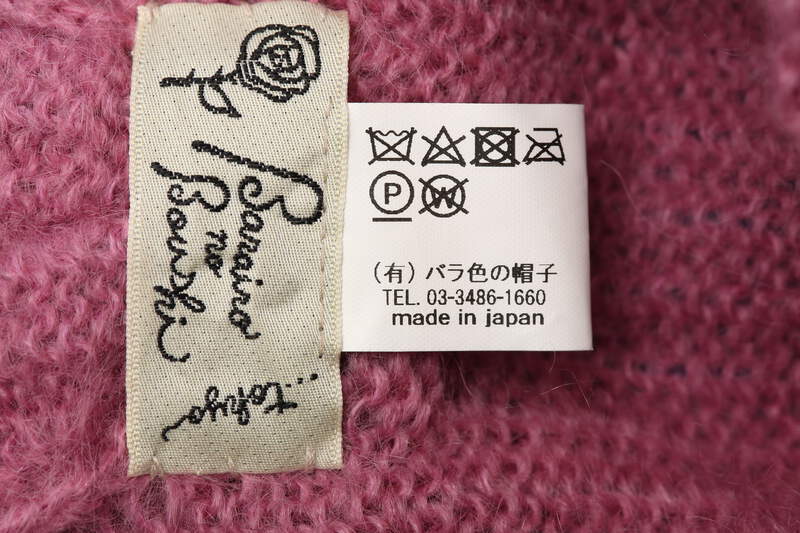 Barairo
no
Boushi
...tokyo
P
W
(有)バラ色の帽子
TEL. 03-3486-1660
made in japan